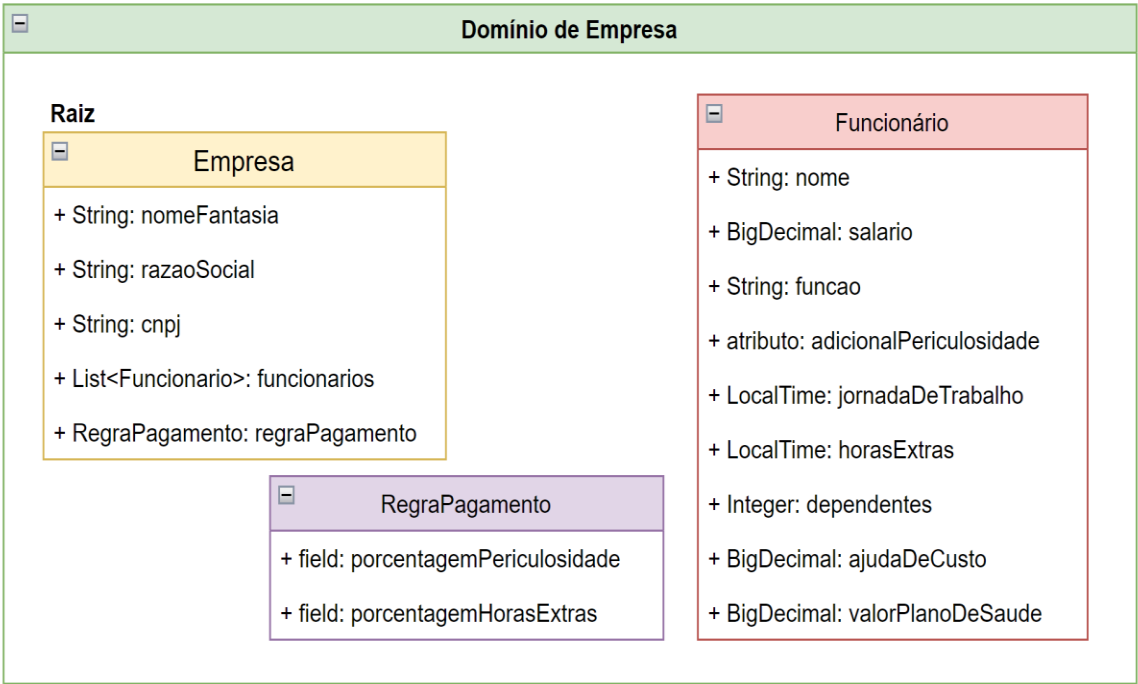 Domínio de Empresa
Raiz
Empresa
+ String: nomeFantasia
+ String: razaoSocial
+ String: cnpj
+ List<Funcionario>: funcionarios
+ RegraPagamento: regraPagamento
RegraPagamento
+ field: porcentagemPericulosidade
+ field: porcentagemHorasExtras
Funcionário
+ String: nome
+ BigDecimal: salario
+ String: funcao
+ atributo: adicionalPericulosidade
+ LocalTime: jornadaDeTrabalho
+ LocalTime: horasExtras
+ Integer: dependentes
+ BigDecimal: ajudaDeCusto
+ BigDecimal: valorPlanoDeSaude